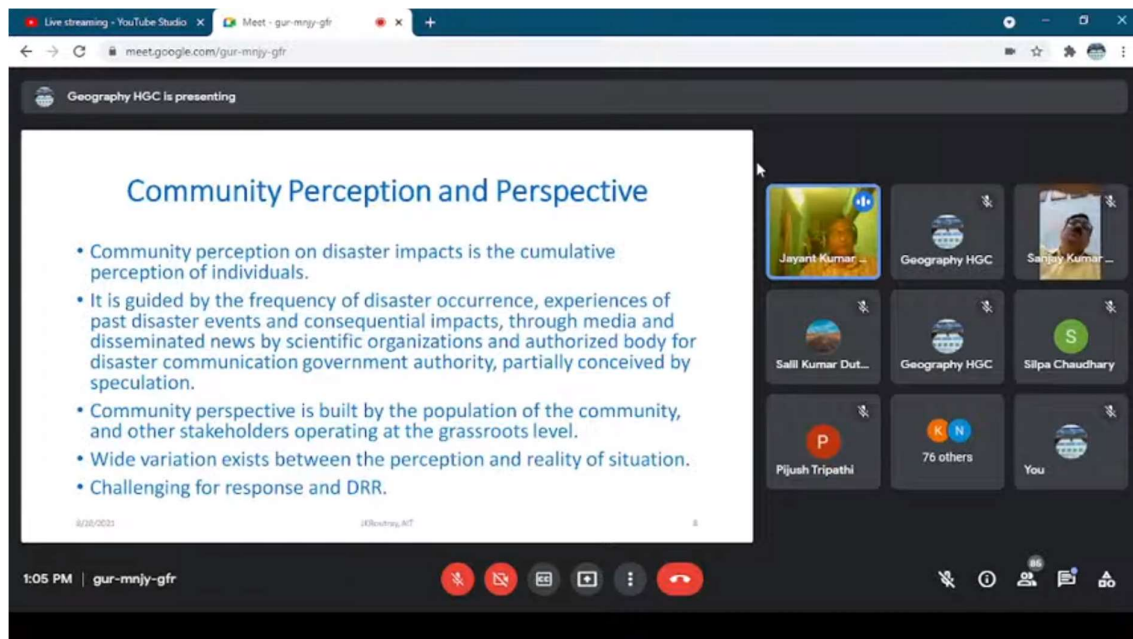 Live streaming - YouTube Studio
Meet - gur-mnjy-gfr
meet.google.com/gur-mnjy-gfr
Geography HGC is presenting
Community Perception and Perspective
• Community perception on disaster impacts is the cumulative
perception of individuals.
• It is guided by the frequency of disaster occurrence, experiences of
past disaster events and consequential impacts, through media and
disseminated news by scientific organizations and authorized body for
disaster communication government authority, partially conceived by
speculation.
• Community perspective is built by the population of the community,
and other stakeholders operating at the grassroots level.
• Wide variation exists between the perception and reality of situation.
• Challenging for response and DRR.
JKRoutray, AIT
8
Jayant Kumar ...
Geography HGC
Sanjay Kumar ...
Salil Kumar Dut...
Geography HGC
S
Silpa Chaudhary
P
Pijush Tripathi
K N
76 others
You
1:05 PM | gur-mnjy-gfr
CC
86